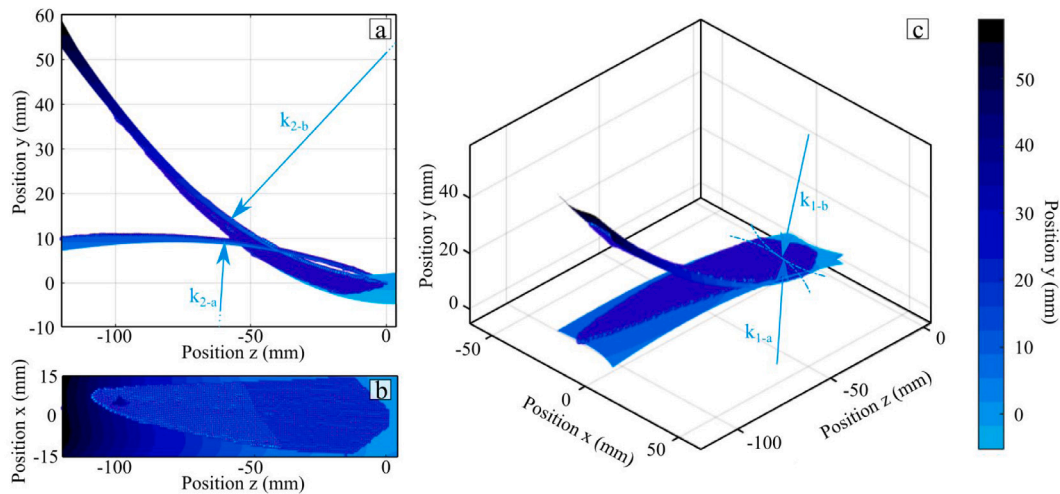 a
60
50
40
30
20
10
0
-10
Position y (mm)
k2-b
k2-a
-100
-50
0
Position z (mm)
b
15
0
-15
Position x (mm)
-100
-50
0
Position z (mm)
c
40
20
0
Position y (mm)
k1-b
k1-a
-50
0
50
Position x (mm)
-100
-50
0
Position z (mm)
50
40
30
20
10
0
Position y (mm)